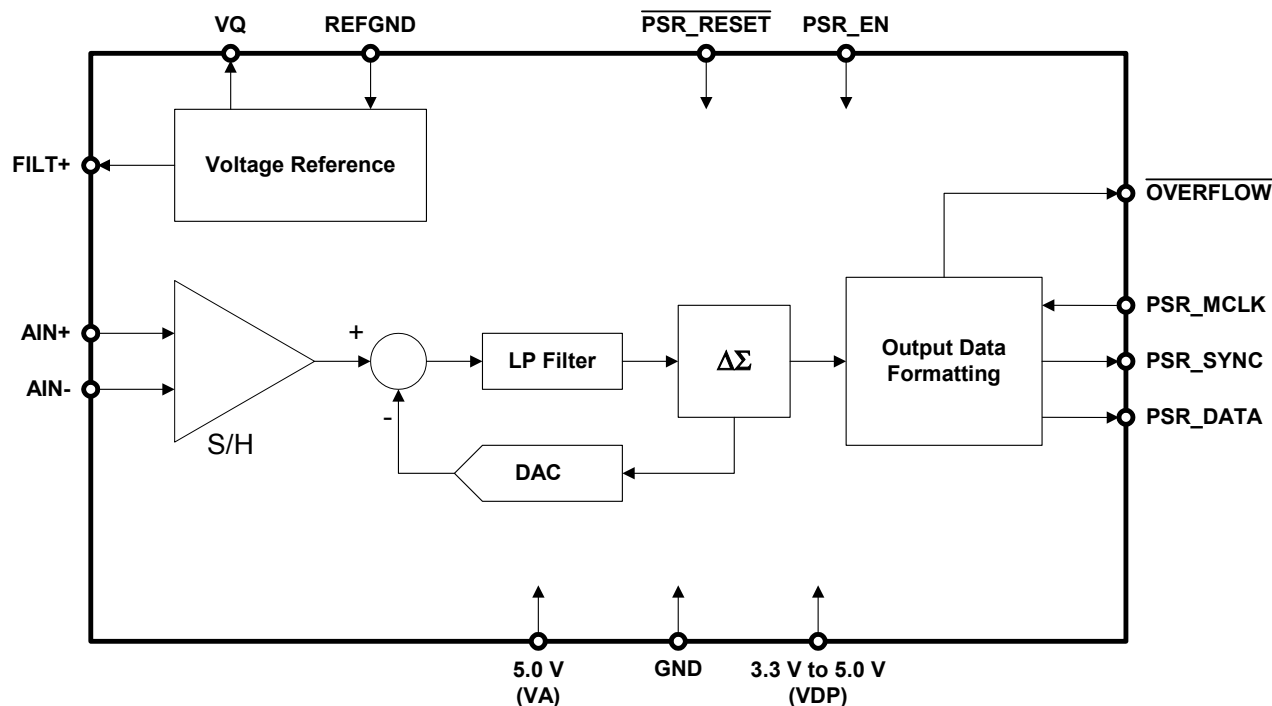 VQ
REFGND
PSR_RESET
PSR_EN
Voltage Reference
FILT+
OVERFLOW
AIN+
AIN-
+
-
S/H
LP Filter
ΔΣ
DAC
Output Data
Formatting
PSR_MCLK
PSR_SYNC
PSR_DATA
5.0 V
(VA)
GND
3.3 V to 5.0 V
(VDP)